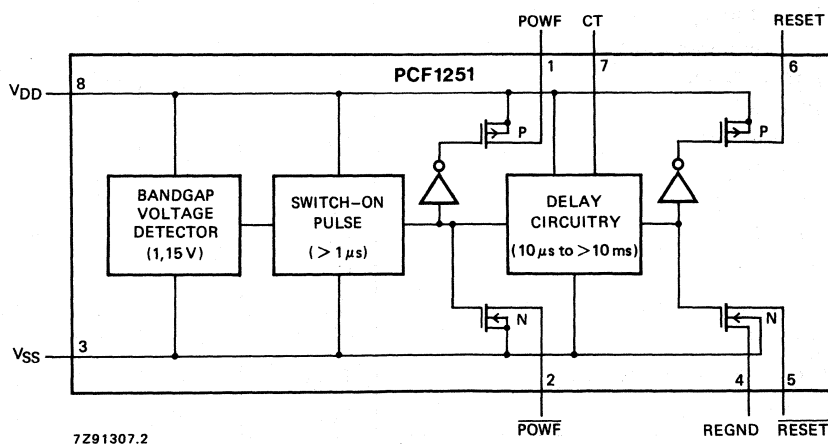 POWF CT RESET
1 7 6
PCF1251
8
VDD
P
P
BANDGAP
VOLTAGE
DETECTOR
(1,15 V)
SWITCH-ON
PULSE
(> 1 μs)
DELAY
CIRCUITRY
(10 μs to > 10 ms)
N
N
VSS
3
2 4 5
POWF REGND RESET
7Z91307.2